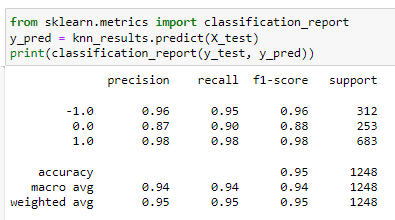 from sklearn.metrics import classification_report
y_pred = knn_results.predict(X_test)
print(classification_report(y_test, y_pred))
precision recall f1-score support
-1.0 0.96 0.95 0.96 312
0.0 0.87 0.90 0.88 253
1.0 0.98 0.98 0.98 683
accuracy 0.95 1248
macro avg 0.94 0.94 0.94 1248
weighted avg 0.95 0.95 0.95 1248